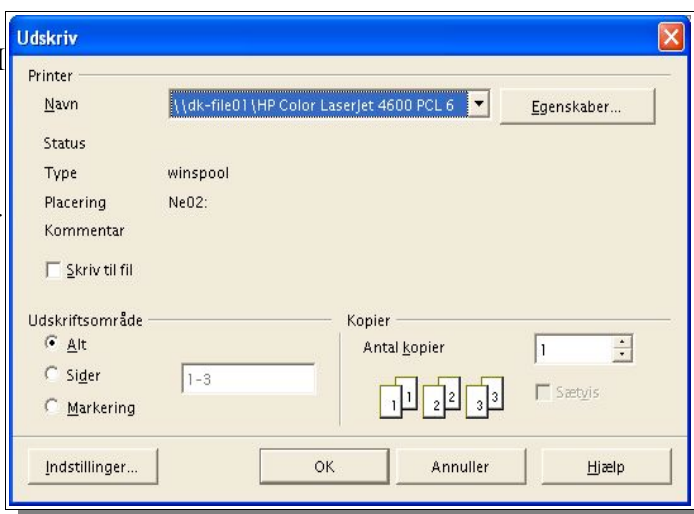 Udskriv
Printer
Navn \\dk-file01\HP Color LaserJet 4600 PCL 6 Egenskaber...
Status
Type winspool
Placering Ne02:
Kommentar
Skriv til fil
Udskriftsområde
Alt
Sider 1-3
Markering
Kopier
Antal kopier 1
1 1 2 2 3 3 Sætvis
Indstillinger... OK Annuller Hjælp